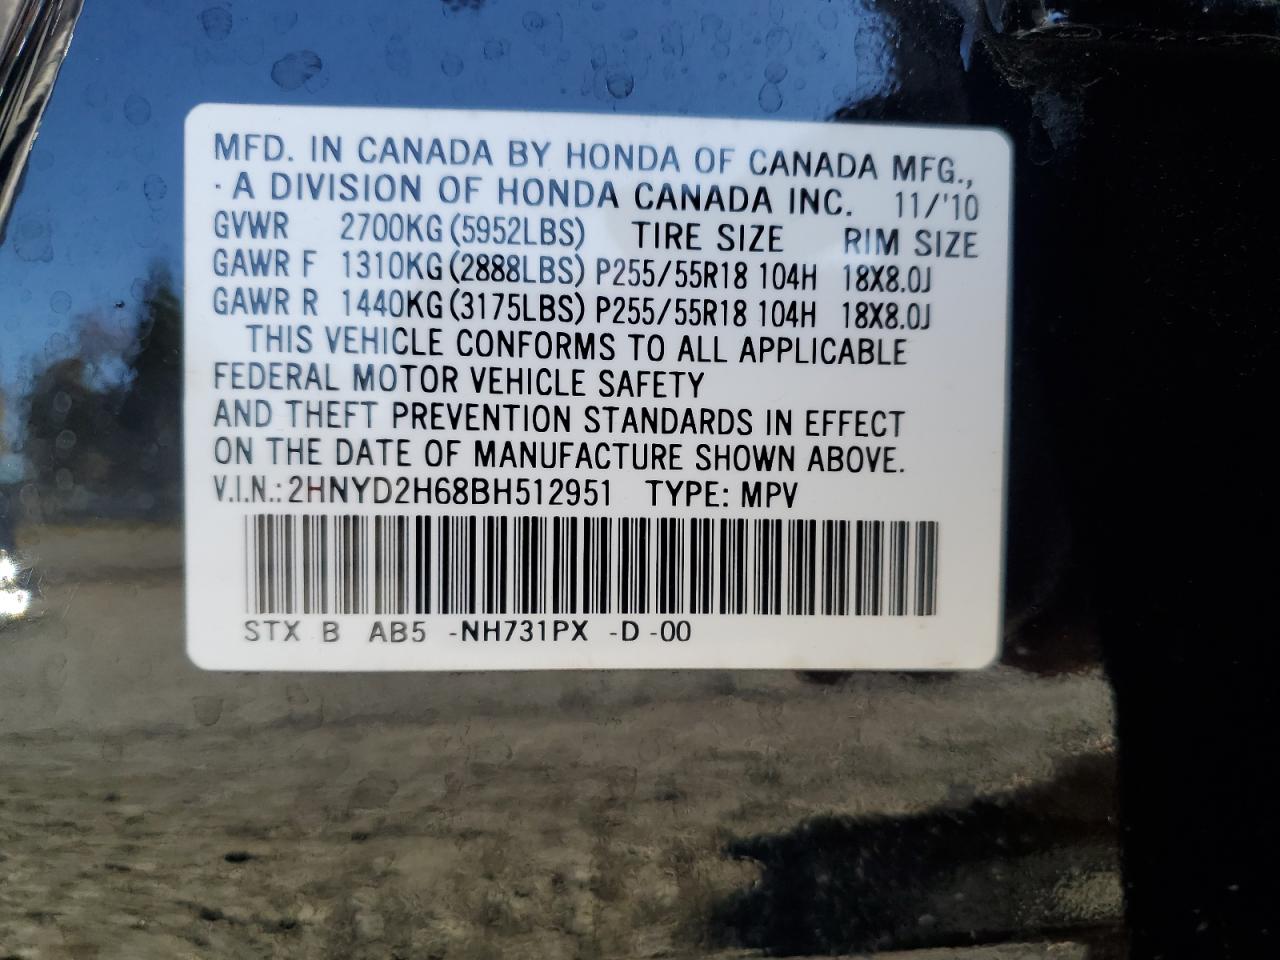 MFD. IN CANADA BY HONDA OF CANADA MFG.,
· A DIVISION OF HONDA CANADA INC. 11/'10
GVWR 2700KG (5952LBS) TIRE SIZE RIM SIZE
GAWR F 1310KG (2888LBS) P255/55R18 104H 18X8.0J
GAWR R 1440KG (3175LBS) P255/55R18 104H 18X8.0J
THIS VEHICLE CONFORMS TO ALL APPLICABLE
FEDERAL MOTOR VEHICLE SAFETY
AND THEFT PREVENTION STANDARDS IN EFFECT
ON THE DATE OF MANUFACTURE SHOWN ABOVE.
V.I.N.: 2HNYD2H68BH512951 TYPE: MPV
STX B AB5 -NH731PX -D -00